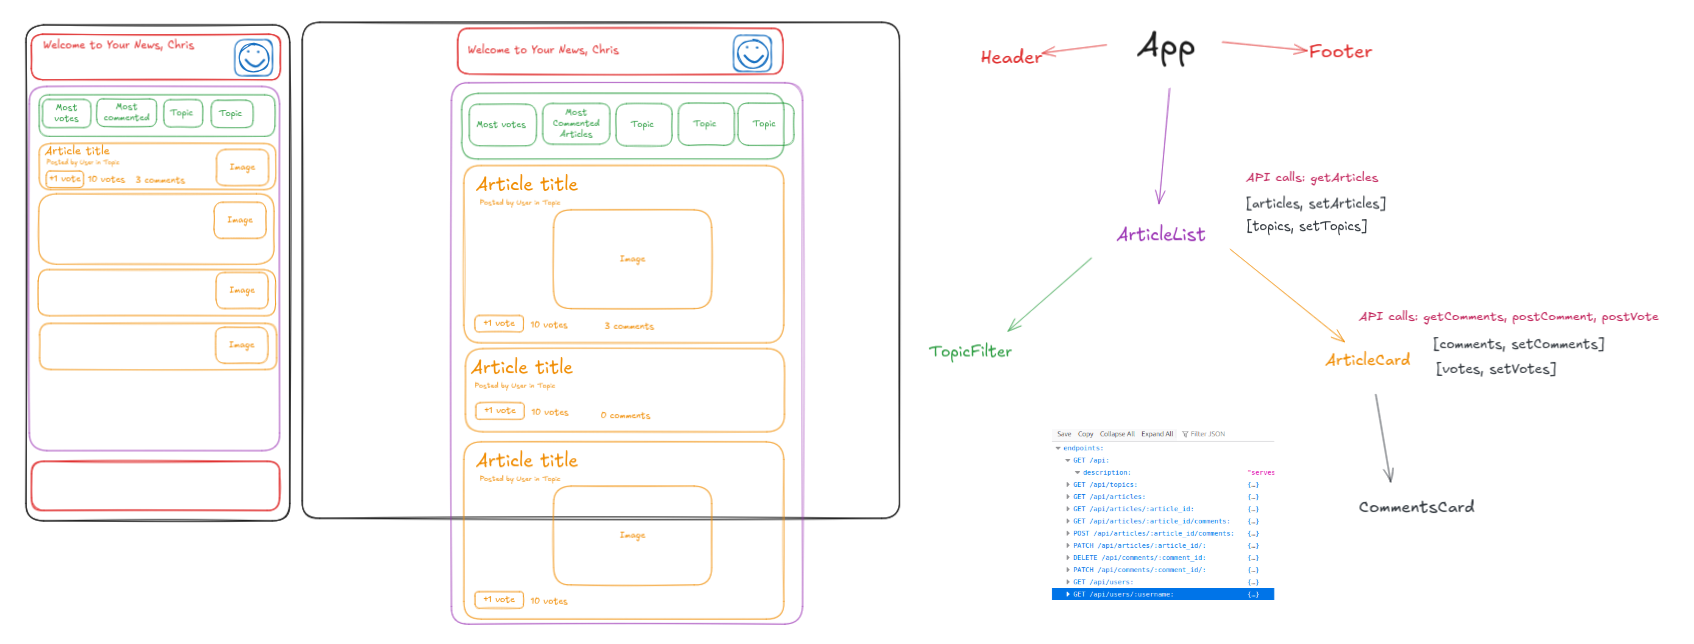 Welcome to Your News, Chris
Most
votes
Most
commented
Topic
Topic
Article title
Posted by User in Topic
+1 vote
10 votes
3 comments
Image
Image
Image
Image
Welcome to Your News, Chris
Most votes
Most
Commented
Articles
Topic
Topic
Topic
Article title
Posted by User in Topic
Image
+1 vote
10 votes
3 comments
Article title
Posted by User in Topic
+1 vote
10 votes
0 comments
Article title
Posted by User in Topic
Image
+1 vote
10 votes
App
Header
Footer
API calls: getArticles
[articles, setArticles]
[topics, setTopics]
ArticleList
TopicFilter
API calls: getComments, postComment, postVote
[comments, setComments]
ArticleCard
[votes, setVotes]
CommentsCard
Save Copy Collapse All Expand All Filter JSON
endpoints:
GET /api:
description: "serves
GET /api/topics: {…}
GET /api/articles: {…}
GET /api/articles/:article_id: {…}
GET /api/articles/:article_id/comments: {…}
POST /api/articles/:article_id/comments: {…}
PATCH /api/articles/:article_id/: {…}
DELETE /api/comments/:comment_id: {…}
PATCH /api/comments/:comment_id/: {…}
GET /api/users: {…}
GET /api/users/:username: {…}